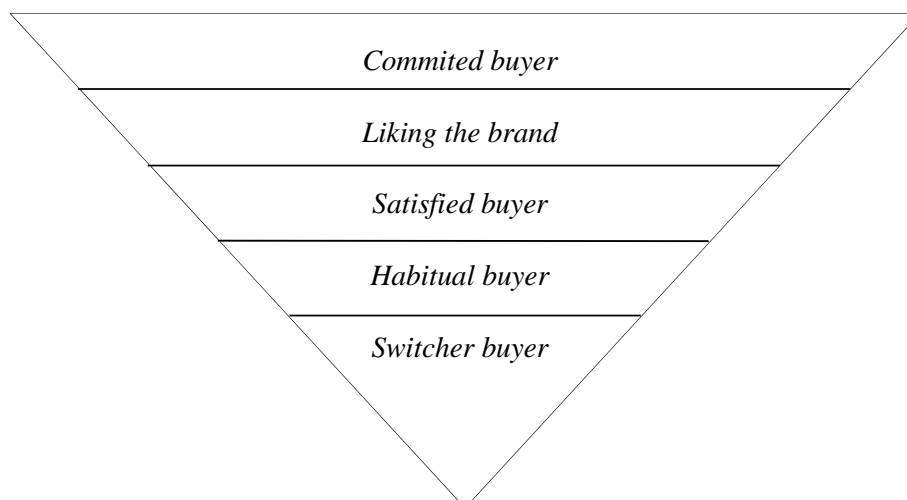 Commited buyer
Liking the brand
Satisfied buyer
Habitual buyer
Switcher buyer